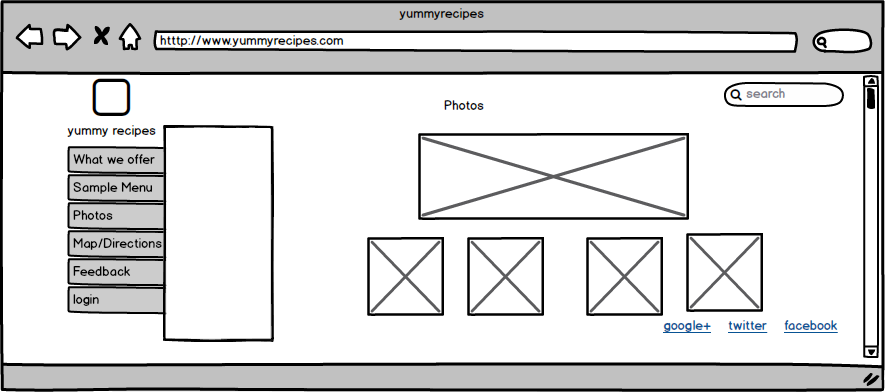 yummyrecipes
htttp://www.yummyrecipes.com
search
Photos
yummy recipes
What we offer
Sample Menu
Photos
Map/Directions
Feedback
login
google+ twitter facebook